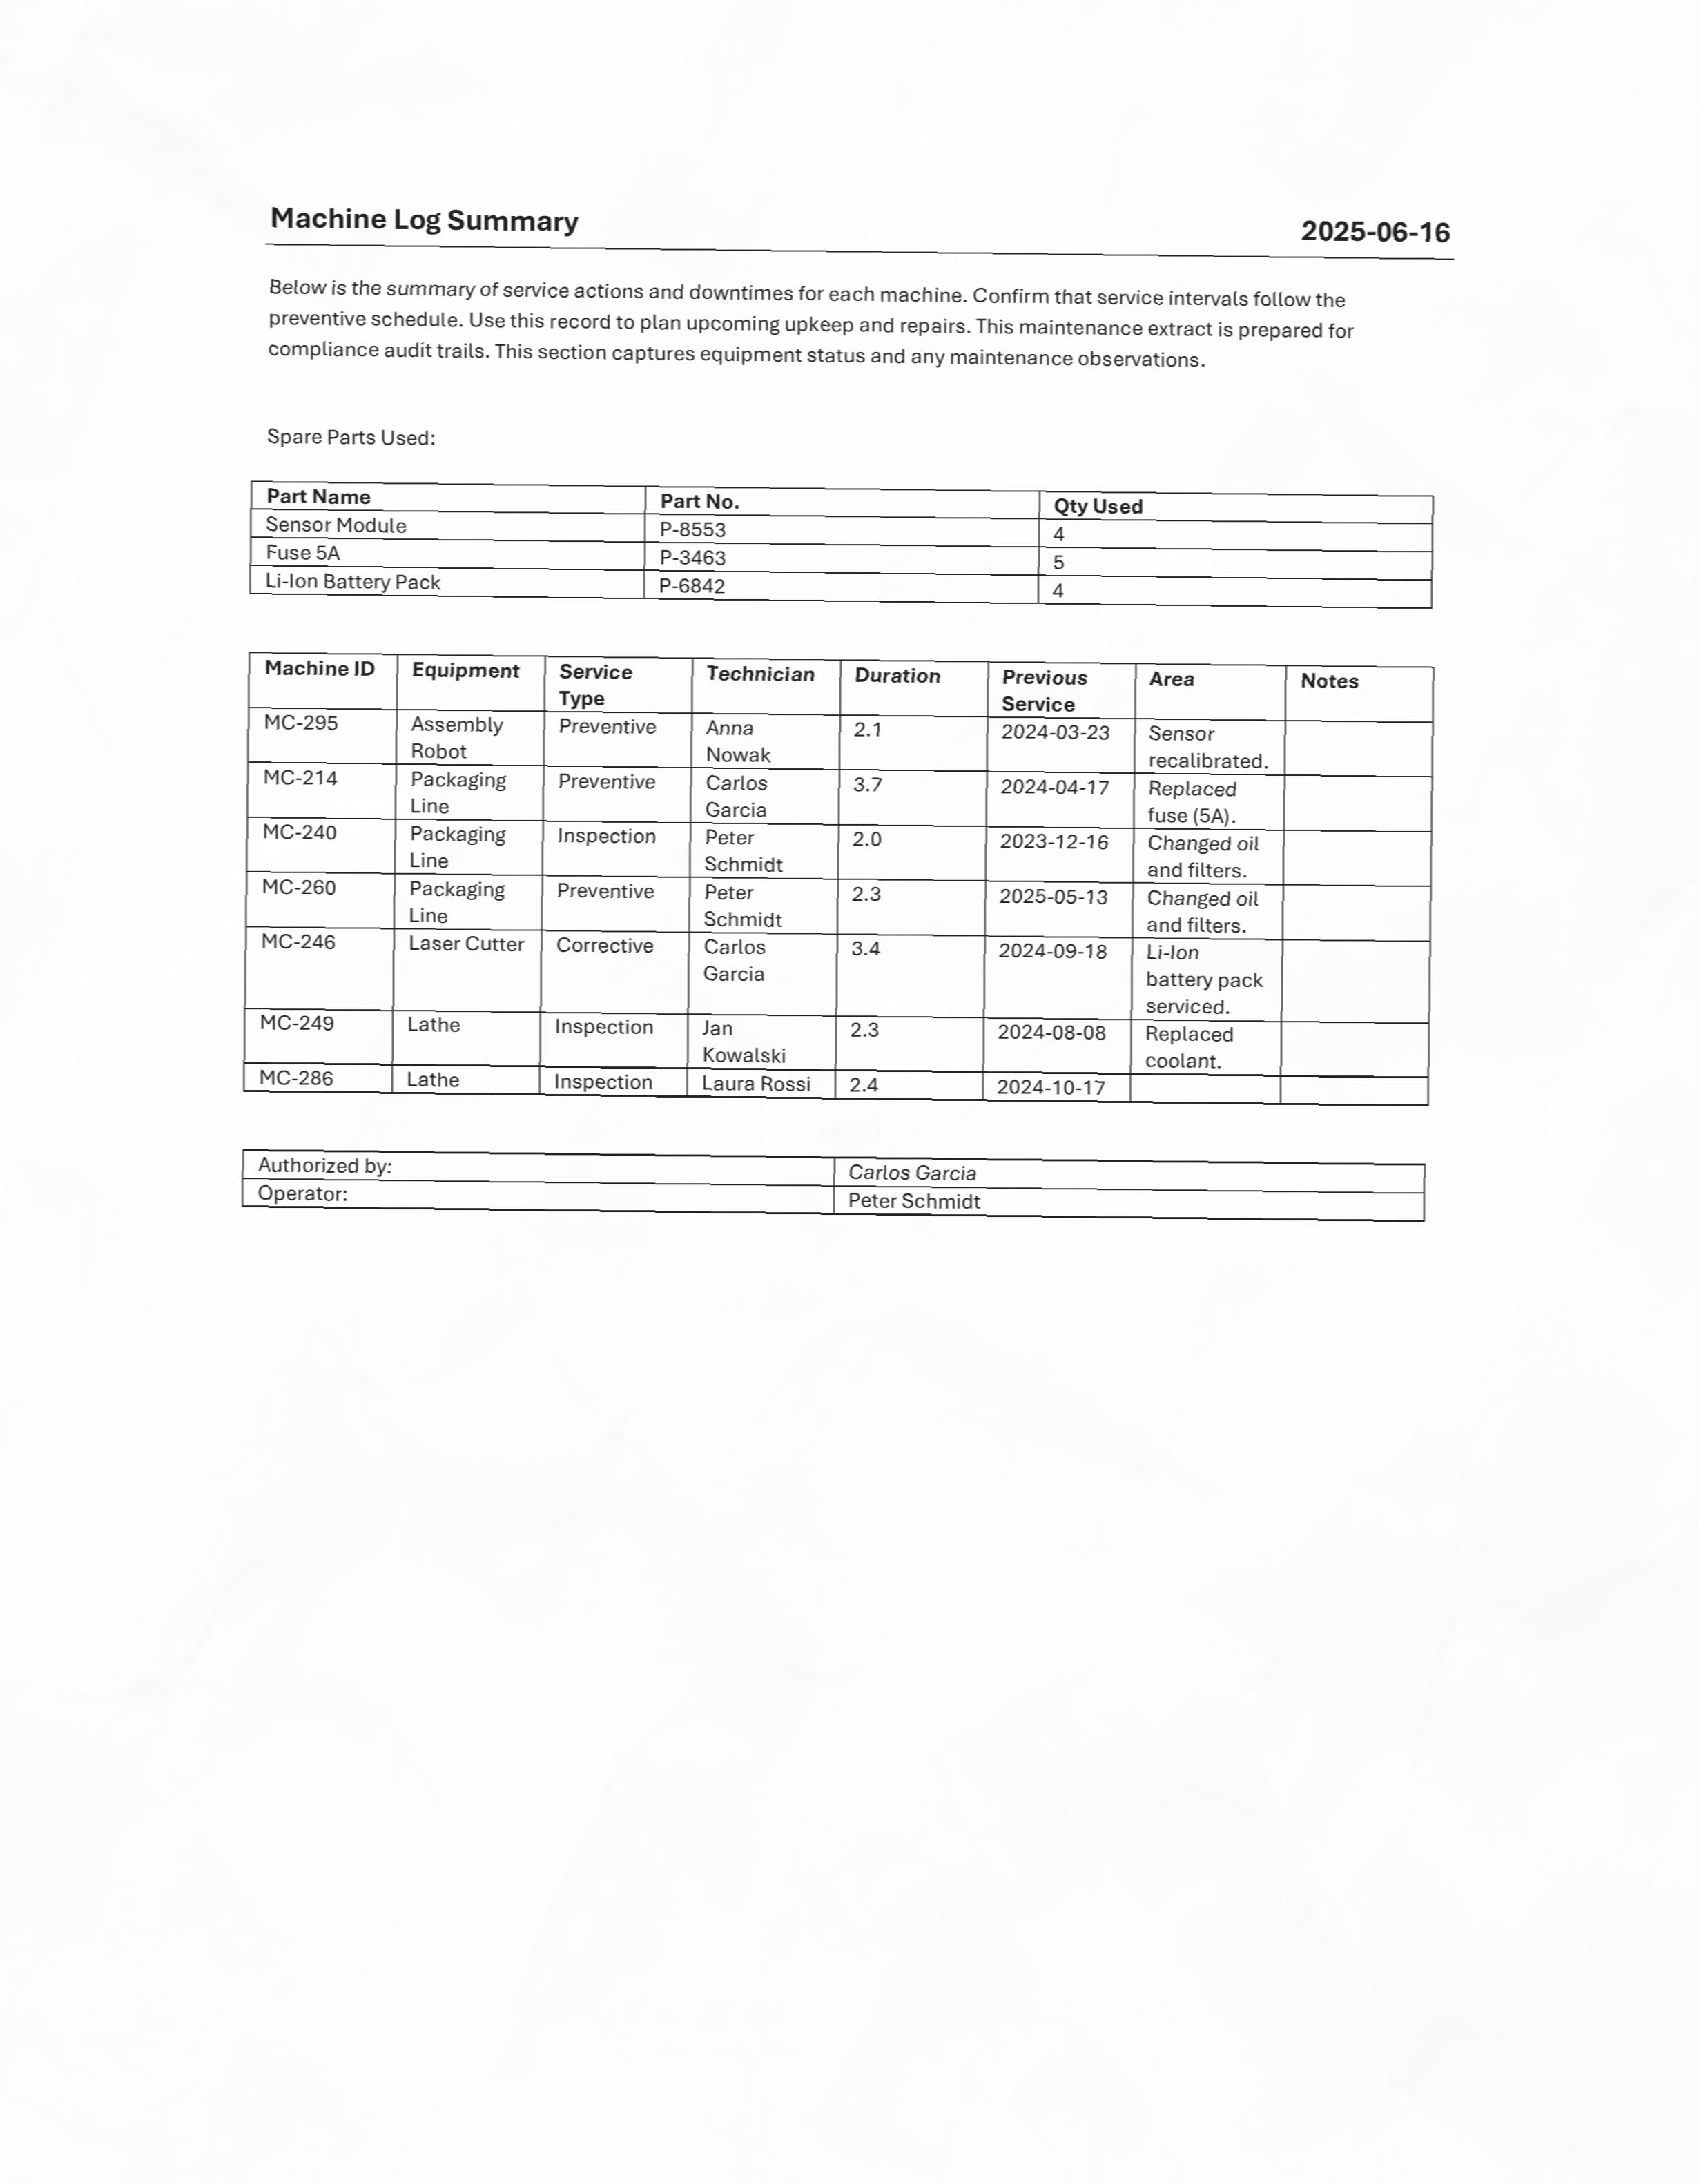 Machine Log Summary 2025-06-16
Below is the summary of service actions and downtimes for each machine. Confirm that service intervals follow the
preventive schedule. Use this record to plan upcoming upkeep and repairs. This maintenance extract is prepared for
compliance audit trails. This section captures equipment status and any maintenance observations.
Spare Parts Used:
Part Name Part No. Qty Used
Sensor Module P-8553 4
Fuse 5A P-3463 5
Li-Ion Battery Pack P-6842 4
Machine ID Equipment Service Technician Duration Previous Area Notes
Type Service
MC-295 Assembly Preventive Anna 2.1 2024-03-23 Sensor
Robot Nowak recalibrated.
MC-214 Packaging Preventive Carlos 3.7 2024-04-17 Replaced
Line Garcia fuse (5A).
MC-240 Packaging Inspection Peter 2.0 2023-12-16 Changed oil
Line Schmidt and filters.
MC-260 Packaging Preventive Peter 2.3 2025-05-13 Changed oil
Line Schmidt and filters.
MC-246 Laser Cutter Corrective Carlos 3.4 2024-09-18 Li-Ion
Garcia battery pack
serviced.
MC-249 Lathe Inspection Jan 2.3 2024-08-08 Replaced
Kowalski coolant.
MC-286 Lathe Inspection Laura Rossi 2.4 2024-10-17
Authorized by: Carlos Garcia
Operator: Peter Schmidt